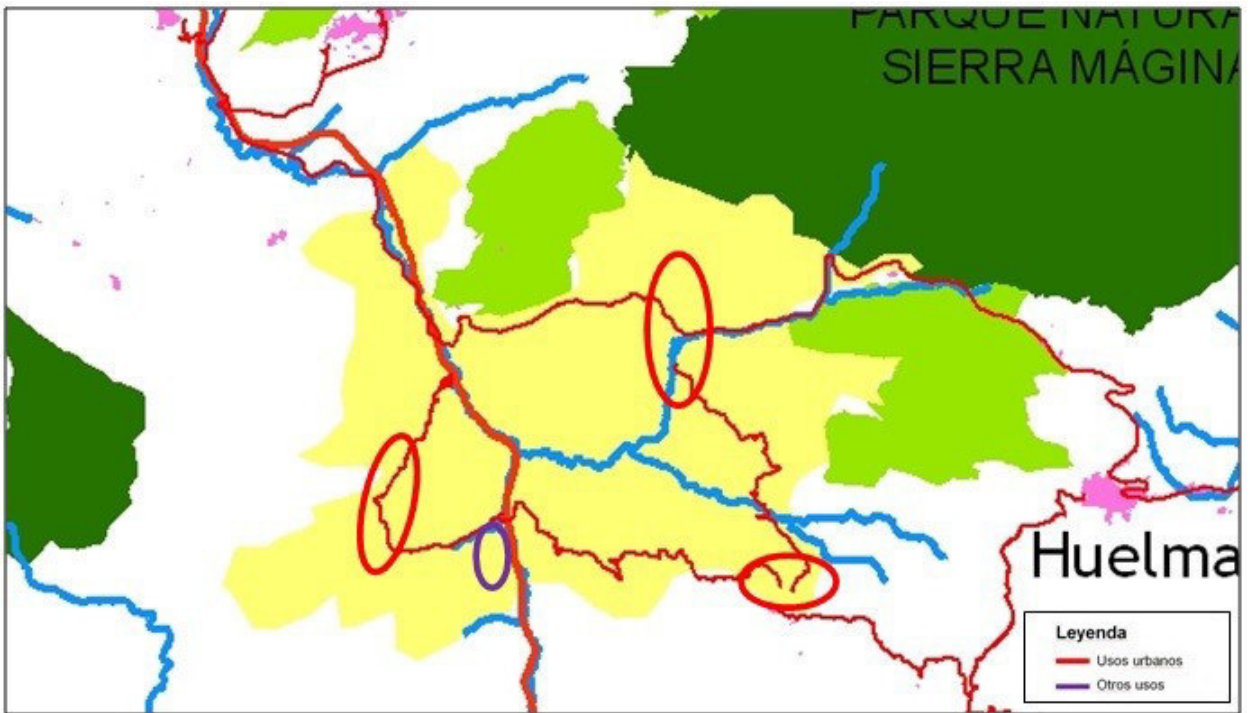 PARQUE NATURA
SIERRA MÁGINA
Huelma
Leyenda
Usos urbanos
Otros usos